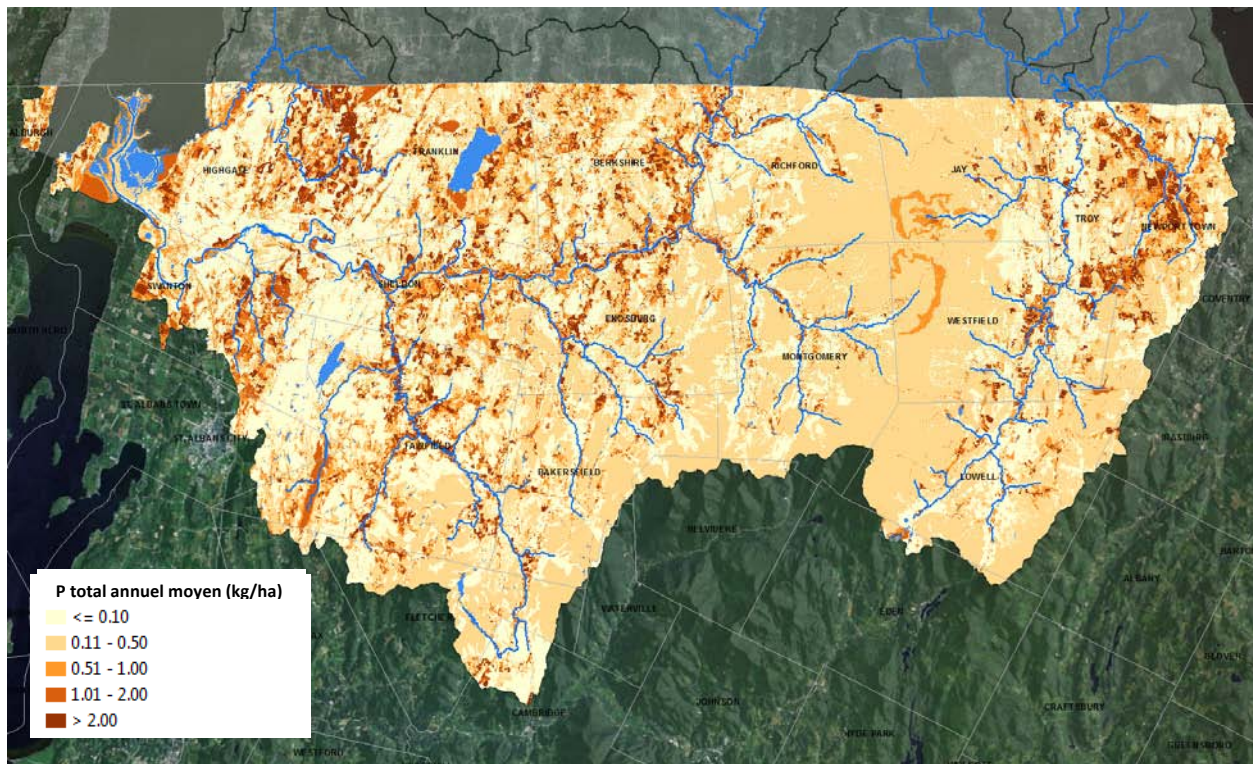 ALBURGH
HIGHGATE
FRANKLIN
BERKSHIRE
RICHFORD
JAY
TROY
NEWPORT TOWN
SWANTON
SHELDON
ENOSBURG
MONTGOMERY
WESTFIELD
COVENTRY
NORTH HERO
ST. ALBANS TOWN
ST. ALBANS CITY
FAIRFIELD
BAKERSFIELD
LOWELL
IRASBURG
BELVIDERE
ALBANY
WATERVILLE
EDEN
FLETCHER
GLOVER
JOHNSON
CAMBRIDGE
CRAFTSBURY
HYDE PARK
WESTFORD
GREENSBORO
P total annuel moyen (kg/ha)
<= 0.10
0.11 - 0.50
0.51 - 1.00
1.01 - 2.00
> 2.00